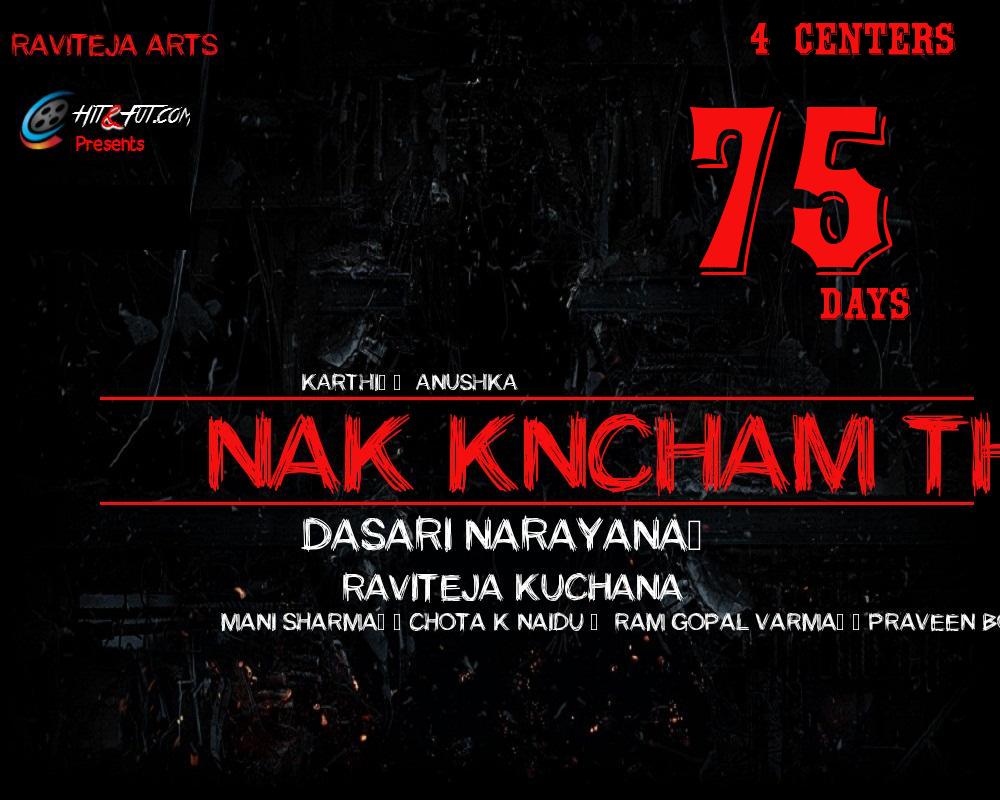 RAVITEJA ARTS
4 CENTERS
HIT&FUT.COM
Presents
75
DAYS
KARTHI ANUSHKA
NAK KNCHAM TH
DASARI NARAYANA
RAVITEJA KUCHANA
MANI SHARMA CHOTA K NAIDU RAM GOPAL VARMA PRAVEEN BO